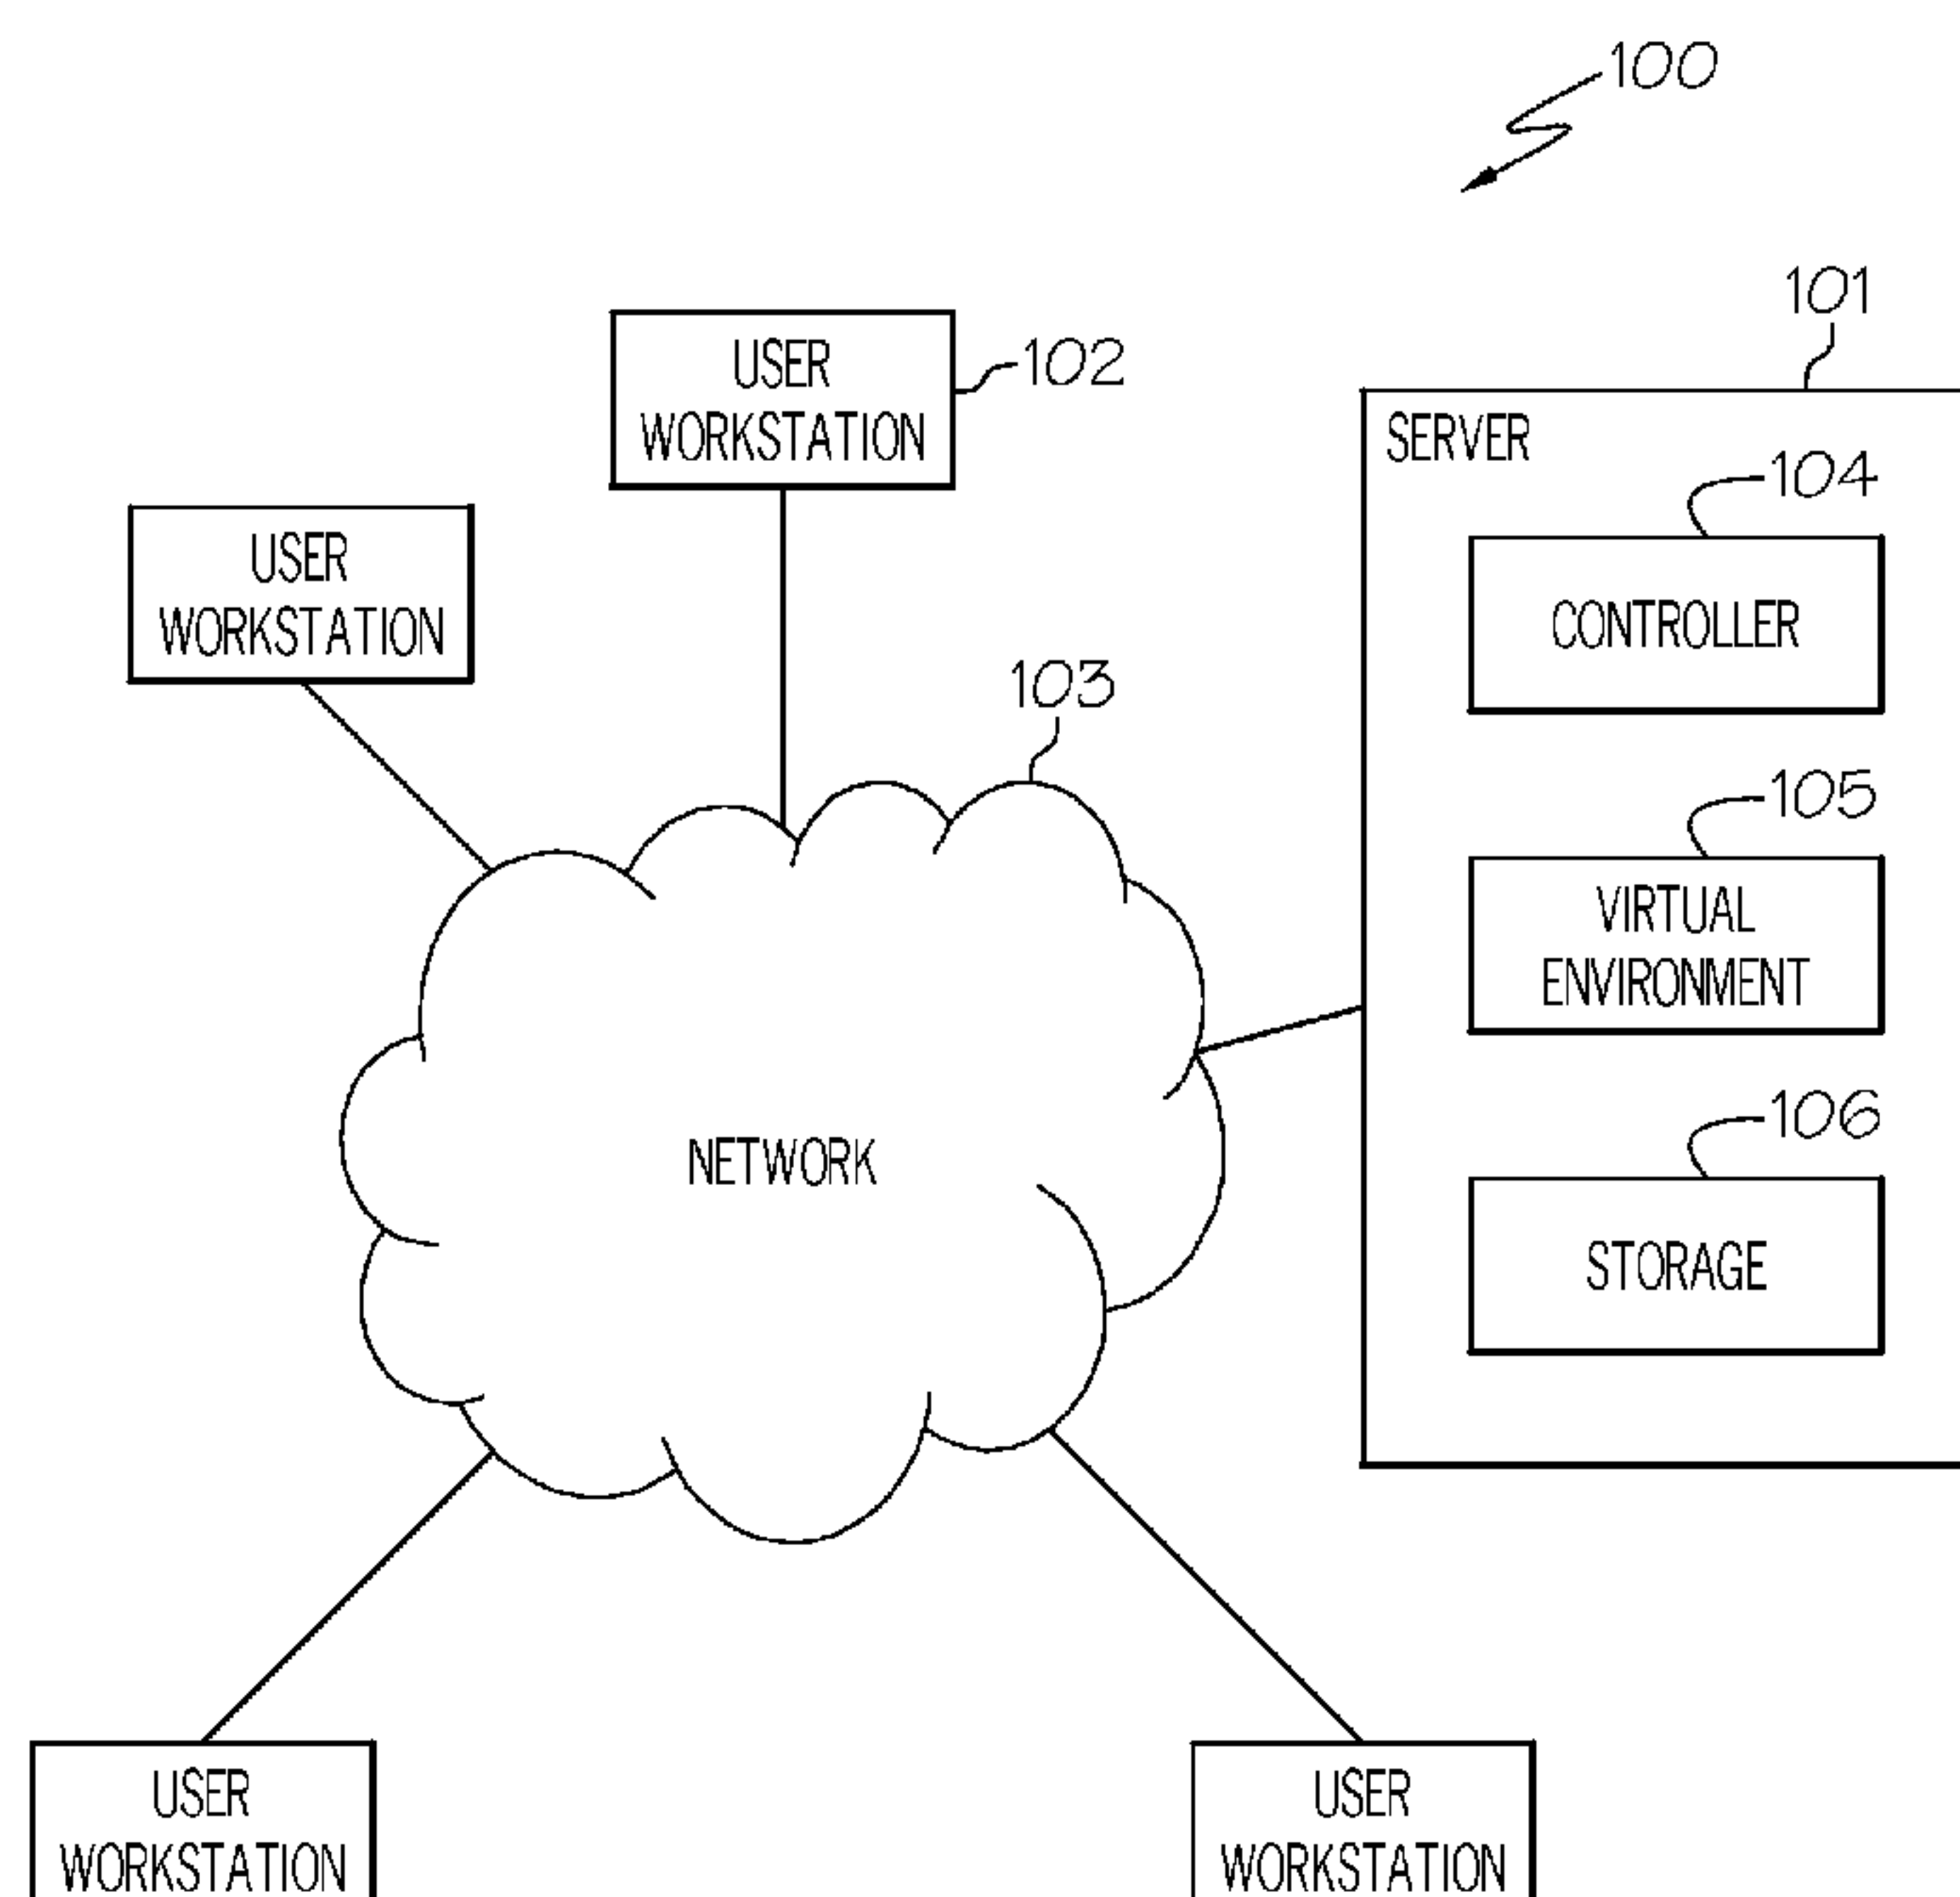 100
101
USER
WORKSTATION
102
SERVER
104
CONTROLLER
USER
WORKSTATION
103
105
VIRTUAL
ENVIRONMENT
NETWORK
106
STORAGE
USER
WORKSTATION
USER
WORKSTATION